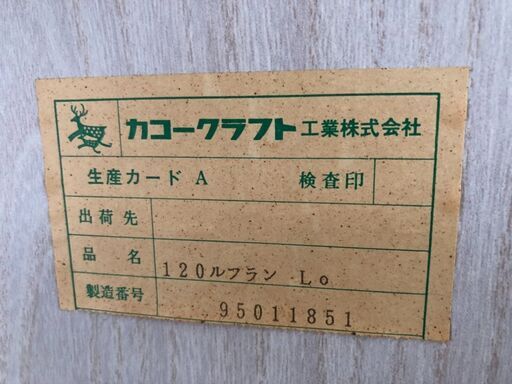 カコークラフト工業株式会社
生産カード A 検査印
出荷先
品名 120ルフラン Lo
製造番号 95011851